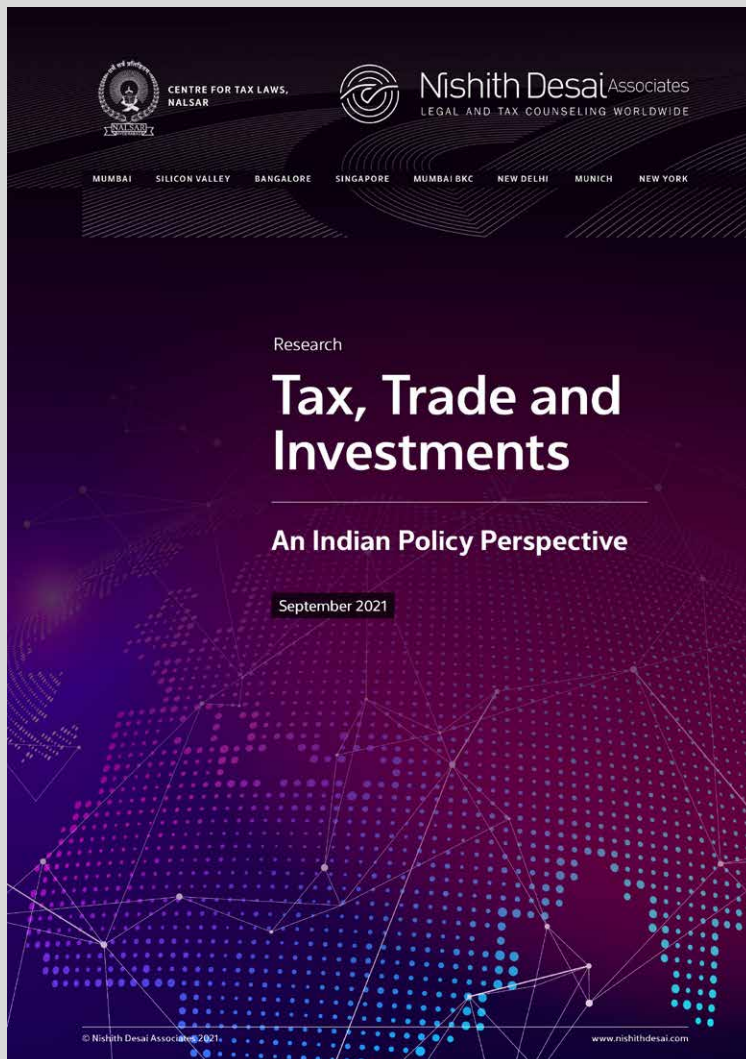 CENTRE FOR TAX LAWS,
NALSAR
NALSAR
Nishith Desai Associates
LEGAL AND TAX COUNSELING WORLDWIDE
MUMBAI SILICON VALLEY BANGALORE SINGAPORE MUMBAI BKC NEW DELHI MUNICH NEW YORK
Research
Tax, Trade and
Investments
An Indian Policy Perspective
September 2021
© Nishith Desai Associates 2021
www.nishithdesai.com